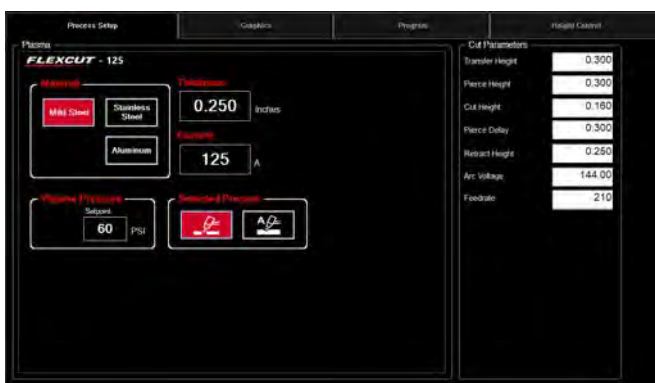 Process Setup
Graphics
Program
Height Control
Plasma
FLEXCUT - 125
Material
Mild Steel
Stainless Steel
Aluminum
Thickness
0.250 Inches
Current
125 A
Plasma Pressure
Setpoint
60 PSI
Selected Process
A
Cut Parameters
Transfer Height 0.300
Pierce Height 0.300
Cut Height 0.160
Pierce Delay 0.300
Retract Height 0.250
Arc Voltage 144.00
Feedrate 210